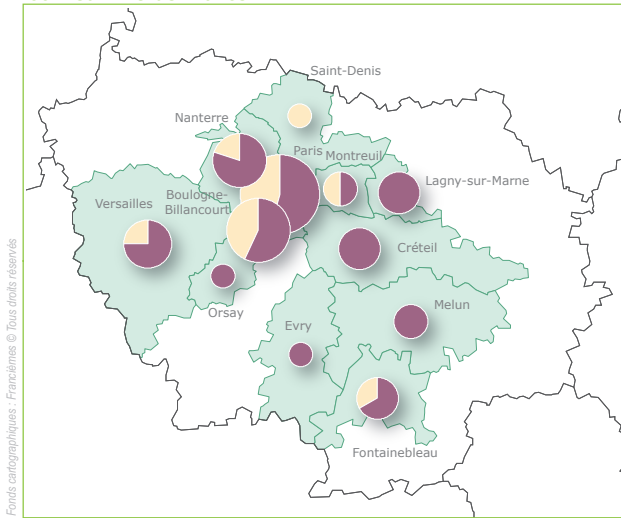 Saint-Denis
Nanterre
Paris
Montreuil
Lagny-sur-Marne
Boulogne-
Billancourt
Versailles
Créteil
Orsay
Melun
Evry
Fontainebleau
Fonds cartographiques : Francièmes © Tous droits réservés